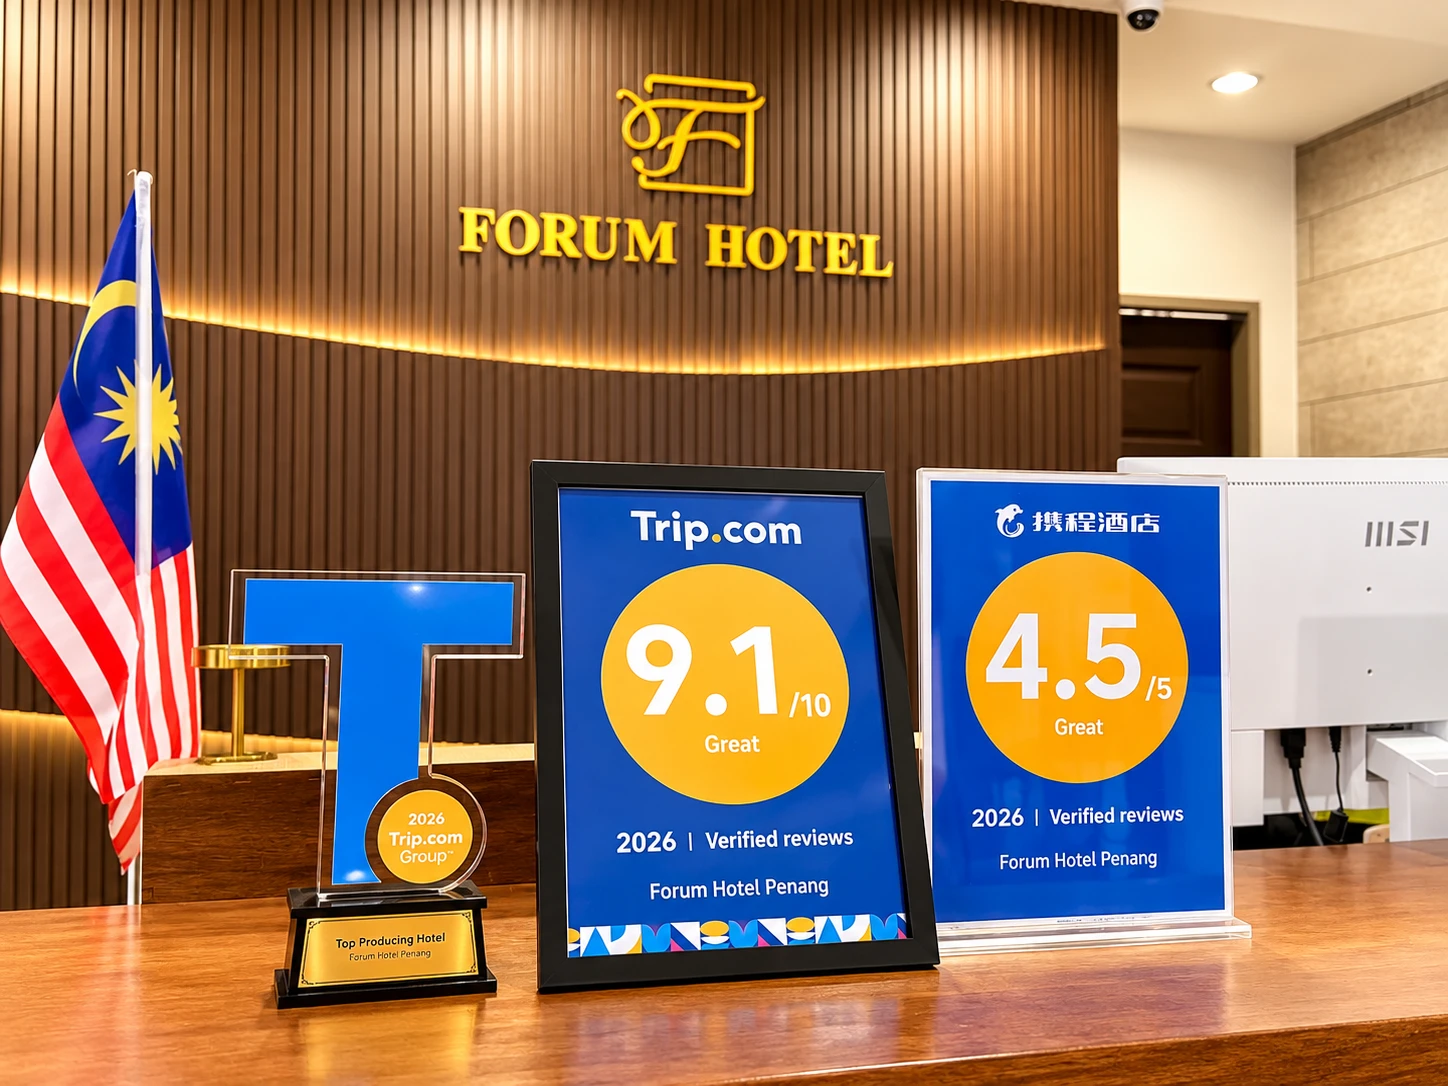 F
FORUM HOTEL
2026
Trip.com
Group™
Top Producing Hotel
Forum Hotel Penang
Trip.com
9.1/10
Great
2026 | Verified reviews
Forum Hotel Penang
携程酒店
4.5/5
Great
2026 | Verified reviews
Forum Hotel Penang
msi